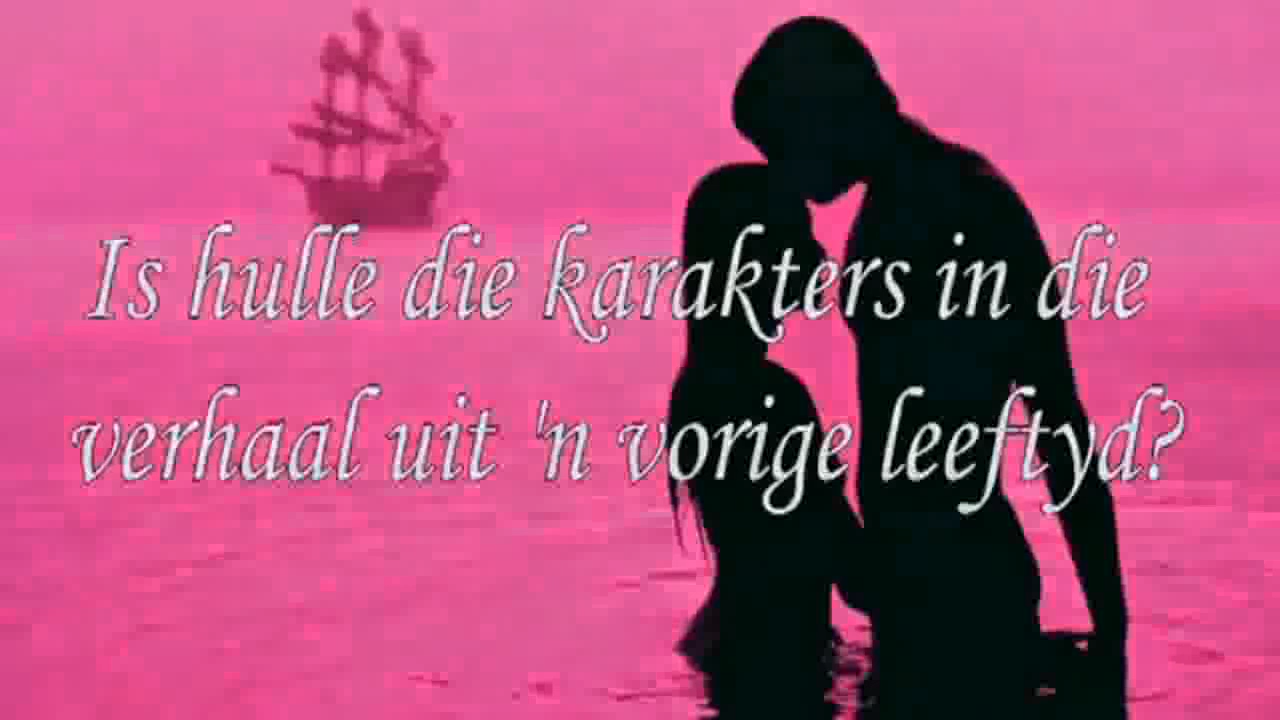 Is hulle die karakters in die
verhaal uit 'n vorige leeftyd?